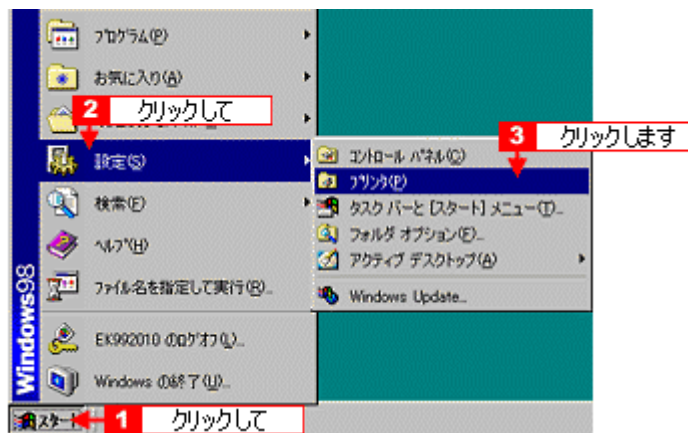 プログラム(P)
お気に入り(A)
2 クリックして
設定(S)
検索(F)
ヘルプ(H)
ファイル名を指定して実行(R)...
EK992010 のログオフ(L)...
Windows の終了(U)...
Windows98
スタート
1 クリックして
3 クリックします
コントロール パネル(C)
プリンタ(P)
タスク バーと [スタート] メニュー(T)...
フォルダ オプション(F)...
アクティブ デスクトップ(A)
Windows Update...